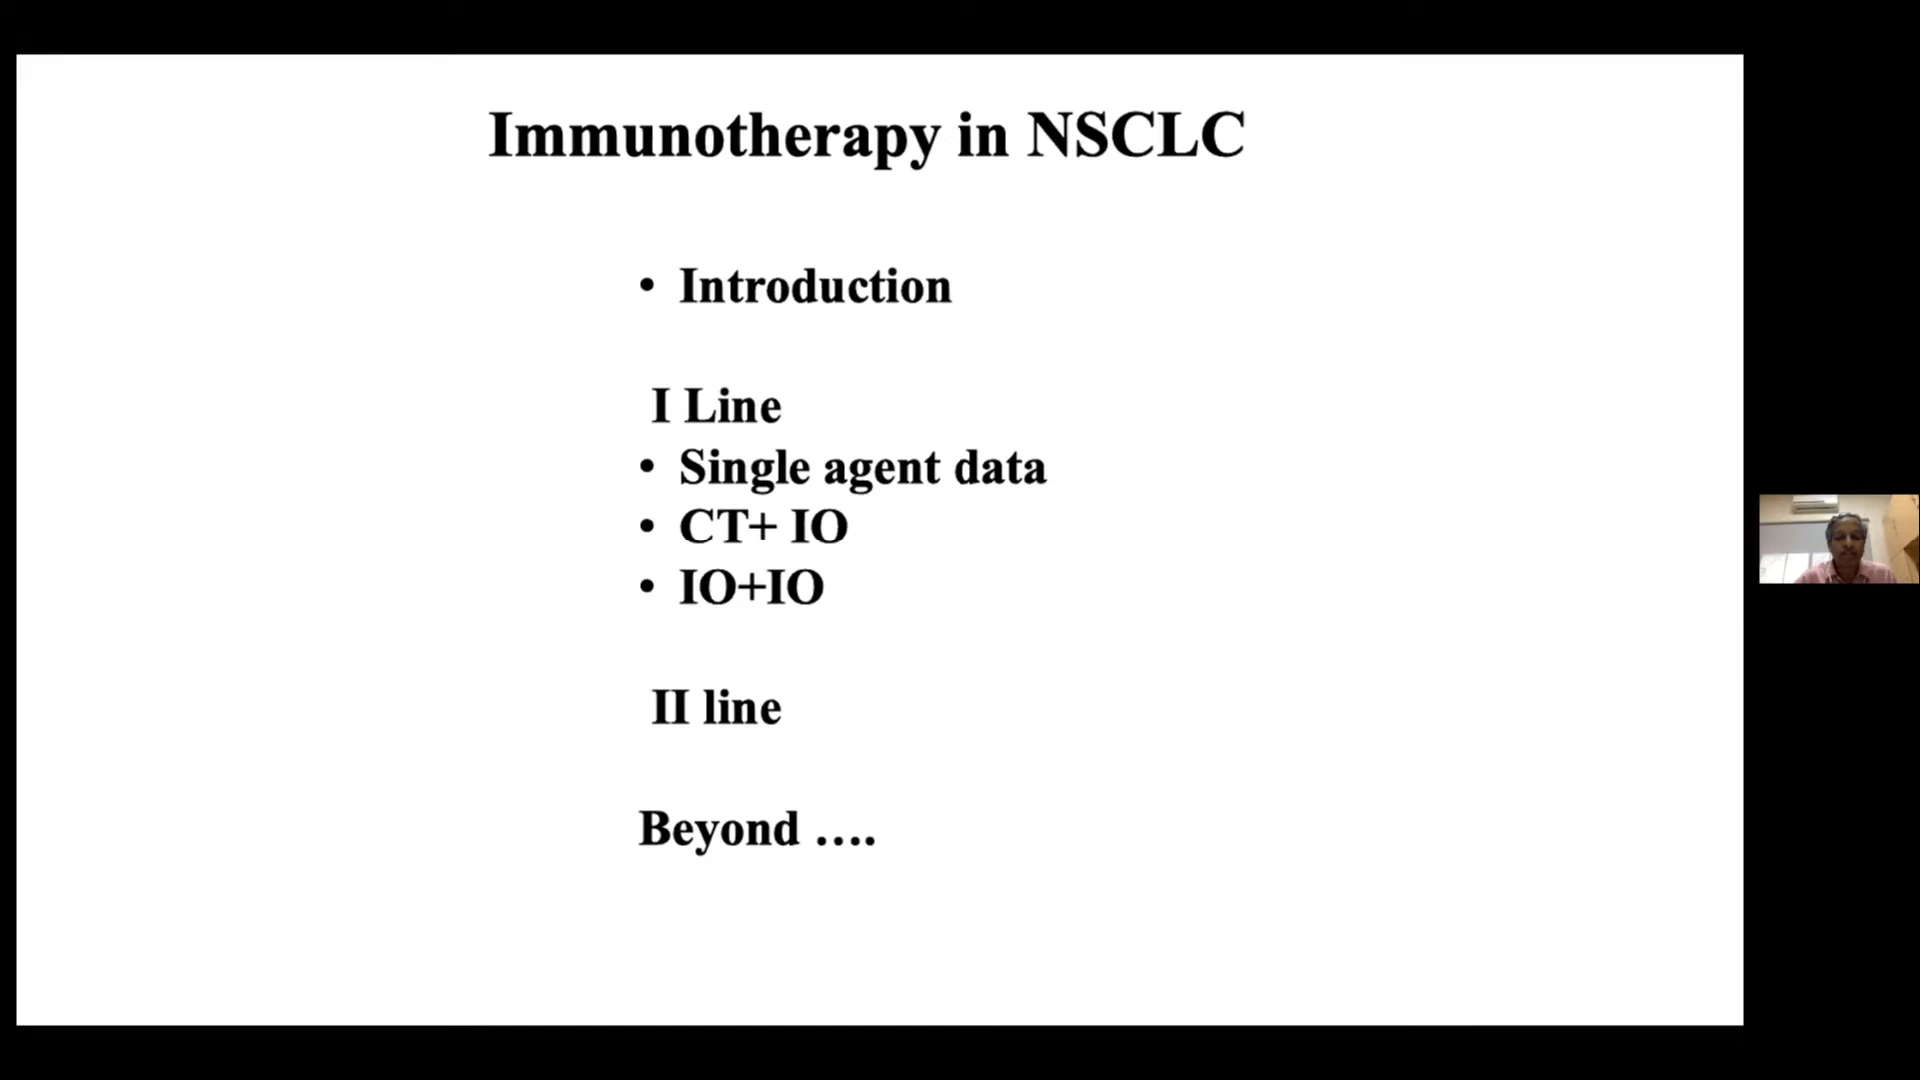 Immunotherapy in NSCLC
• Introduction
I Line
• Single agent data
• CT+ IO
• IO+IO
II line
Beyond ....